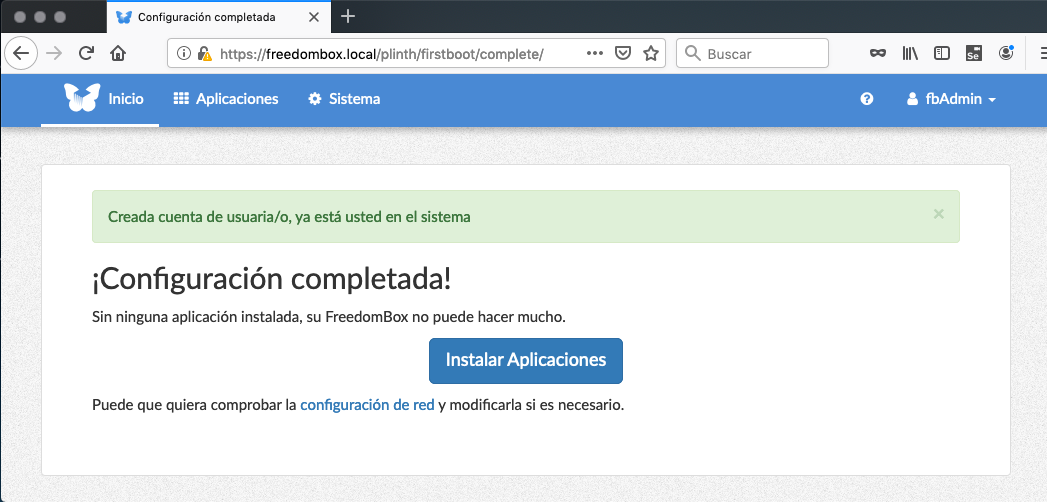 Configuración completada
https://freedombox.local/plinth/firstboot/complete/
Buscar
Se
Inicio
Aplicaciones
Sistema
fbAdmin
Creada cuenta de usuaria/o, ya está usted en el sistema
¡Configuración completada!
Sin ninguna aplicación instalada, su FreedomBox no puede hacer mucho.
Instalar Aplicaciones
Puede que quiera comprobar la configuración de red y modificarla si es necesario.